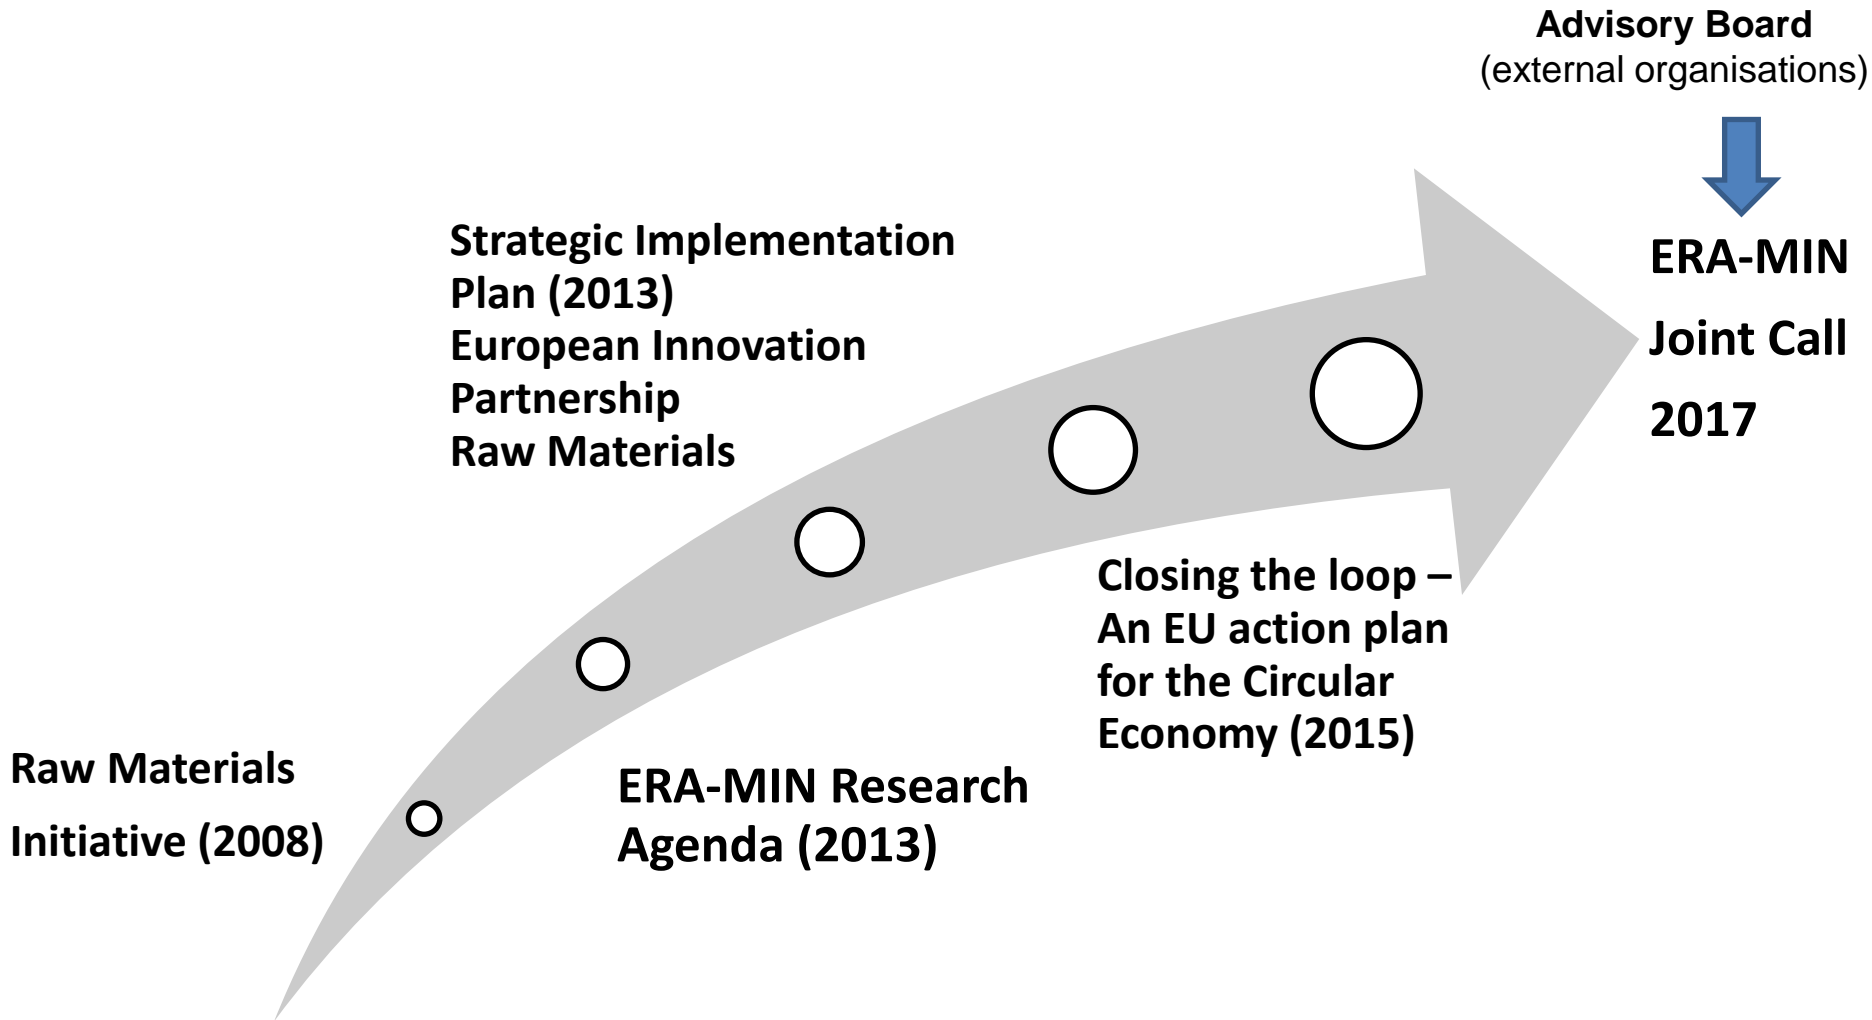 Advisory Board
(external organisations)
Strategic Implementation
Plan (2013)
European Innovation
Partnership
Raw Materials
ERA-MIN
Joint Call
2017
Closing the loop –
An EU action plan
for the Circular
Economy (2015)
Raw Materials
Initiative (2008)
ERA-MIN Research
Agenda (2013)